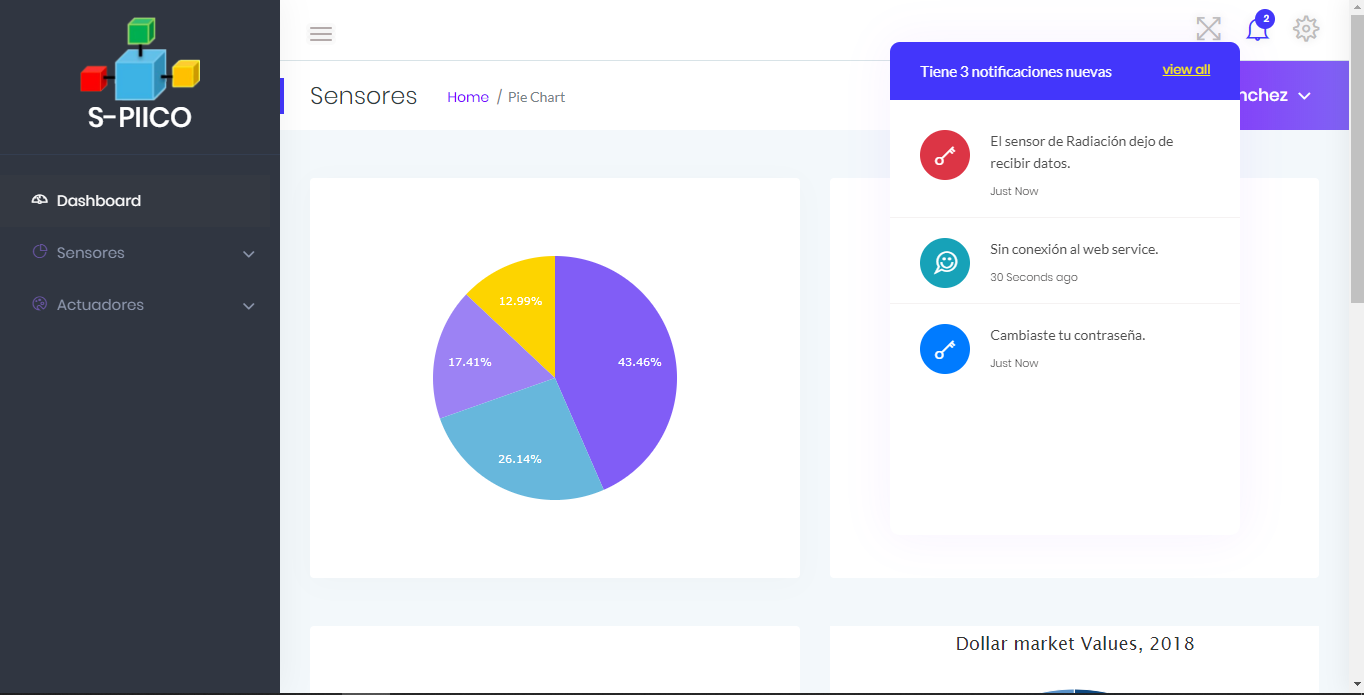 S-PIICO
Dashboard
Sensores
Actuadores
2
Sensores
Home / Pie Chart
nchez
Tiene 3 notificaciones nuevas
view all
El sensor de Radiación dejo de
recibir datos.
Just Now
Sin conexión al web service.
30 Seconds ago
Cambiaste tu contraseña.
Just Now
12.99%
17.41%
43.46%
26.14%
Dollar market Values, 2018